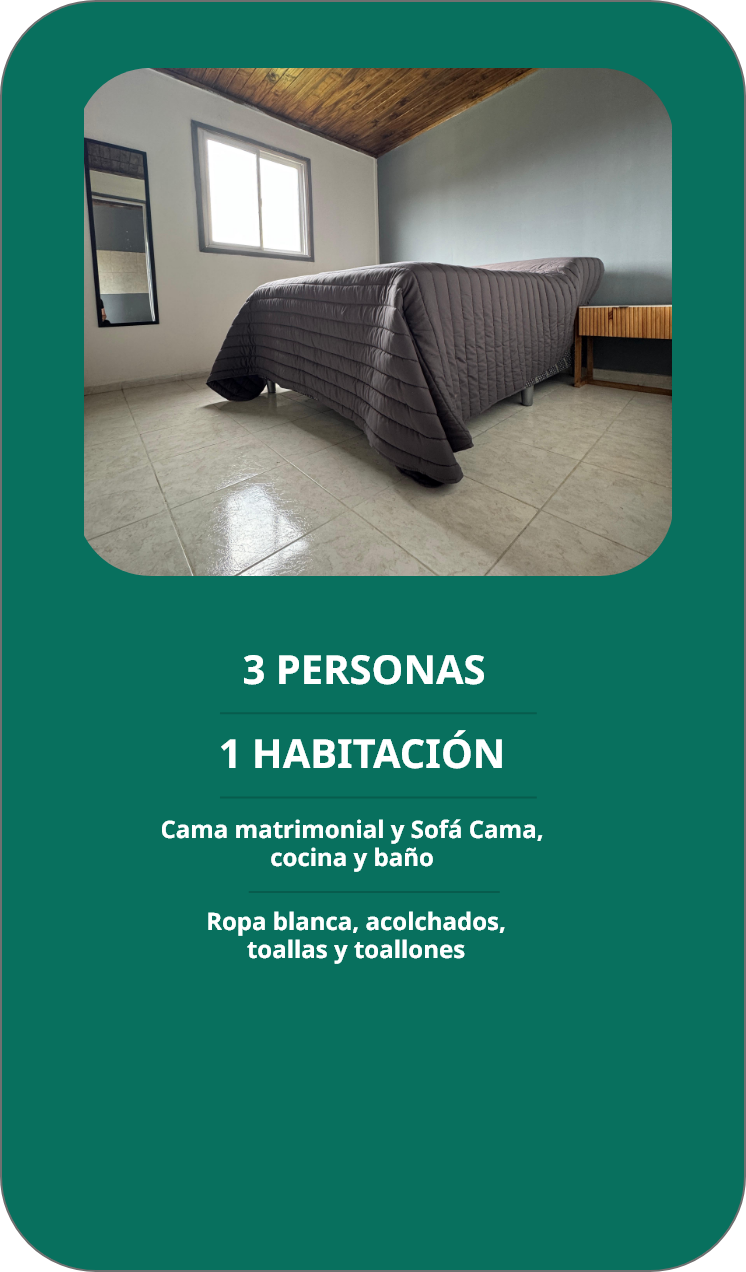 3 PERSONAS
1 HABITACIÓN
Cama matrimonial y Sofá Cama,
cocina y baño
Ropa blanca, acolchados,
toallas y toallones